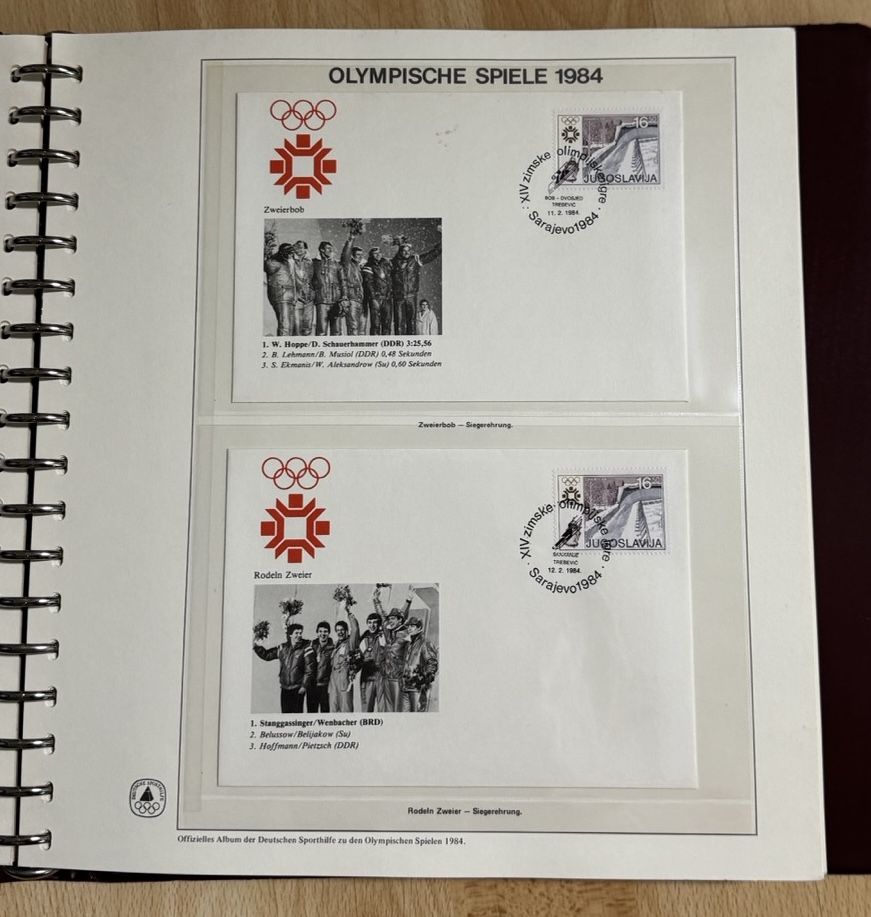 OLYMPISCHE SPIELE 1984
16
JUGOSLAVIJA
· XIV zimske olimpijske igre ·
BOB - DVOSJED
TREBEVIĆ
11. 2. 1984.
Sarajevo 1984
Zweierbob
1. W. Hoppe/D. Schauerhammer (DDR) 3:25,56
2. B. Lehmann/B. Musiol (DDR) 0,48 Sekunden
3. S. Ekmanis/W. Aleksandrow (Su) 0,60 Sekunden
Zweierbob — Siegerehrung.
16
JUGOSLAVIJA
· XIV zimske olimpijske igre ·
SANKANJE
TREBEVIĆ
12. 2. 1984.
Sarajevo 1984
Rodeln Zweier
1. Stanggassinger/Wenbacher (BRD)
2. Belussow/Belijakow (Su)
3. Hoffmann/Pietzsch (DDR)
Rodeln Zweier — Siegerehrung.
DEUTSCHE SPORTHILFE
Offizielles Album der Deutschen Sporthilfe zu den Olympischen Spielen 1984.